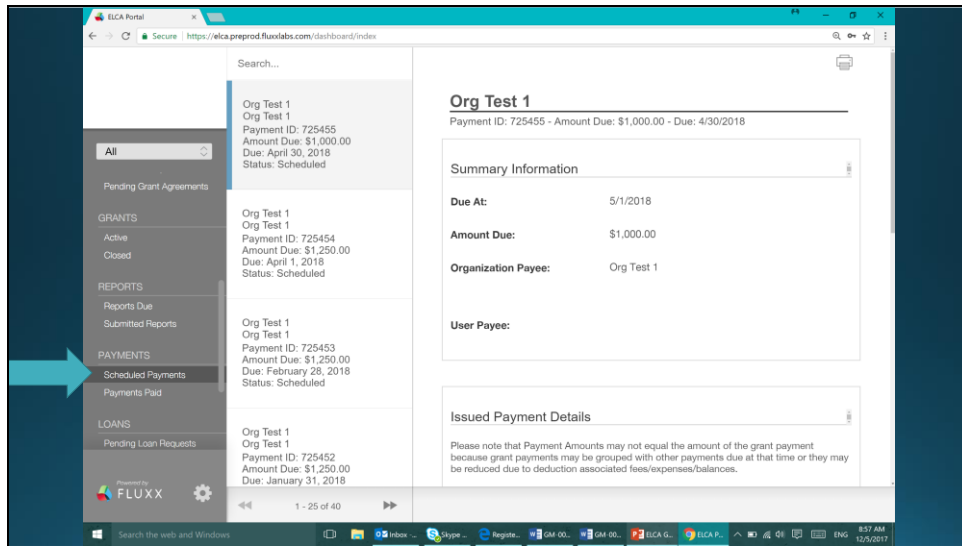 ELCA Portal
Secure | https://elca.preprod.fluxxlabs.com/dashboard/index
All
Pending Grant Agreements
GRANTS
Active
Closed
REPORTS
Reports Due
Submitted Reports
PAYMENTS
Scheduled Payments
Payments Paid
LOANS
Pending Loan Requests
Powered by
FLUXX
Search...
Org Test 1
Org Test 1
Payment ID: 725455
Amount Due: $1,000.00
Due: April 30, 2018
Status: Scheduled
Org Test 1
Org Test 1
Payment ID: 725454
Amount Due: $1,250.00
Due: April 1, 2018
Status: Scheduled
Org Test 1
Org Test 1
Payment ID: 725453
Amount Due: $1,250.00
Due: February 28, 2018
Status: Scheduled
Org Test 1
Org Test 1
Payment ID: 725452
Amount Due: $1,250.00
Due: January 31, 2018
1 - 25 of 40
Org Test 1
Payment ID: 725455 - Amount Due: $1,000.00 - Due: 4/30/2018
Summary Information
Due At: 5/1/2018
Amount Due: $1,000.00
Organization Payee: Org Test 1
User Payee:
Issued Payment Details
Please note that Payment Amounts may not equal the amount of the grant payment
because grant payments may be grouped with other payments due at that time or they may
be reduced due to deduction associated fees/expenses/balances.
Search the web and Windows
Inbox -...
Skype ...
Registe...
GM-00...
GM-00...
ELCA G...
ELCA P...
ENG
8:57 AM
12/5/2017